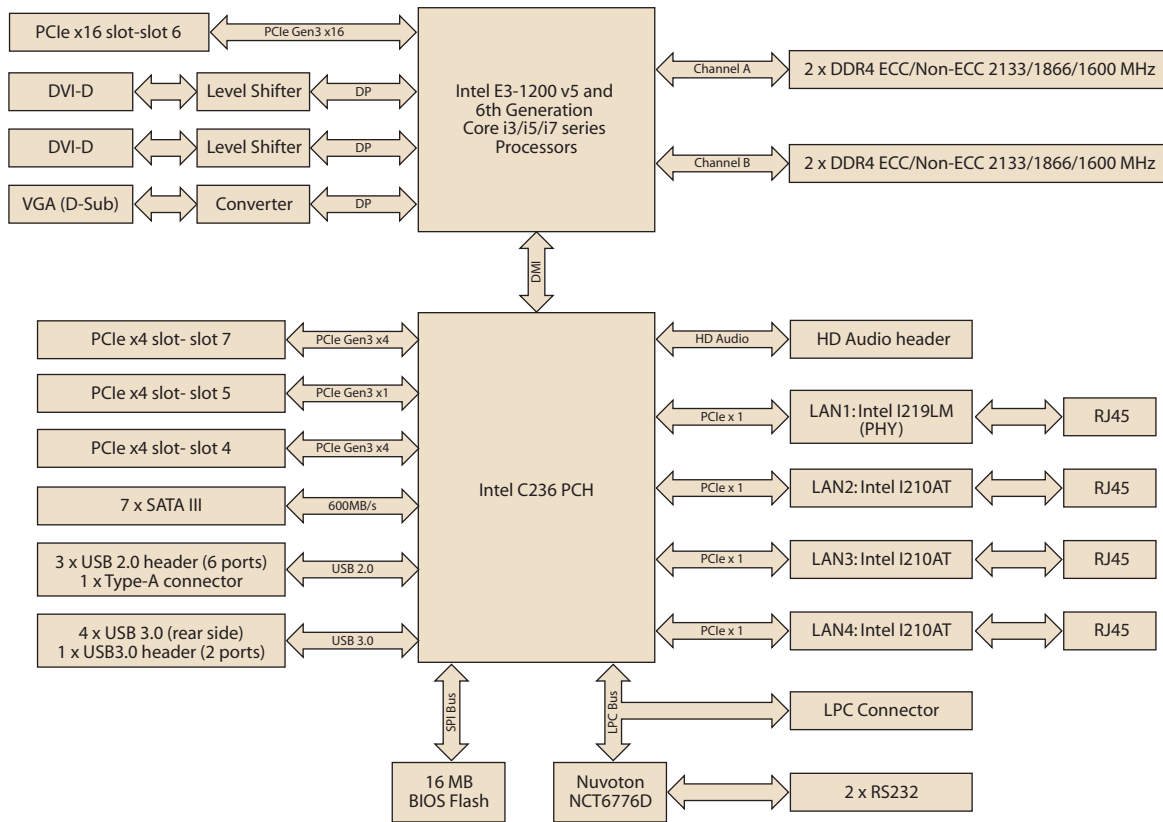 PCIe x16 slot-slot 6
PCIe Gen3 x16
DVI-D
Level Shifter
DP
DVI-D
Level Shifter
DP
VGA (D-Sub)
Converter
DP
Intel E3-1200 v5 and
6th Generation
Core i3/i5/i7 series
Processors
Channel A
2 x DDR4 ECC/Non-ECC 2133/1866/1600 MHz
Channel B
2 x DDR4 ECC/Non-ECC 2133/1866/1600 MHz
DMI
PCIe x4 slot- slot 7
PCIe Gen3 x4
PCIe x4 slot- slot 5
PCIe Gen3 x1
PCIe x4 slot- slot 4
PCIe Gen3 x4
7 x SATA III
600MB/s
3 x USB 2.0 header (6 ports)
1 x Type-A connector
USB 2.0
4 x USB 3.0 (rear side)
1 x USB3.0 header (2 ports)
USB 3.0
Intel C236 PCH
HD Audio
HD Audio header
PCIe x 1
LAN1: Intel I219LM
(PHY)
RJ45
PCIe x 1
LAN2: Intel I210AT
RJ45
PCIe x 1
LAN3: Intel I210AT
RJ45
PCIe x 1
LAN4: Intel I210AT
RJ45
SPI Bus
LPC Bus
LPC Connector
16 MB
BIOS Flash
Nuvoton
NCT6776D
2 x RS232